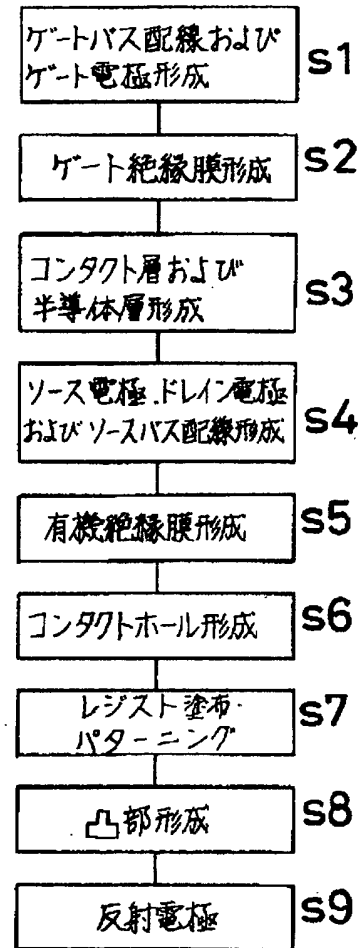 ゲートバス配線および
ゲート電極形成
s1
ゲート絶縁膜形成
s2
コンタクト層および
半導体層形成
s3
ソース電極、ドレイン電極
およびソースバス配線形成
s4
有機絶縁膜形成
s5
コンタクトホール形成
s6
レジスト塗布・
パターニング
s7
凸部形成
s8
反射電極
s9